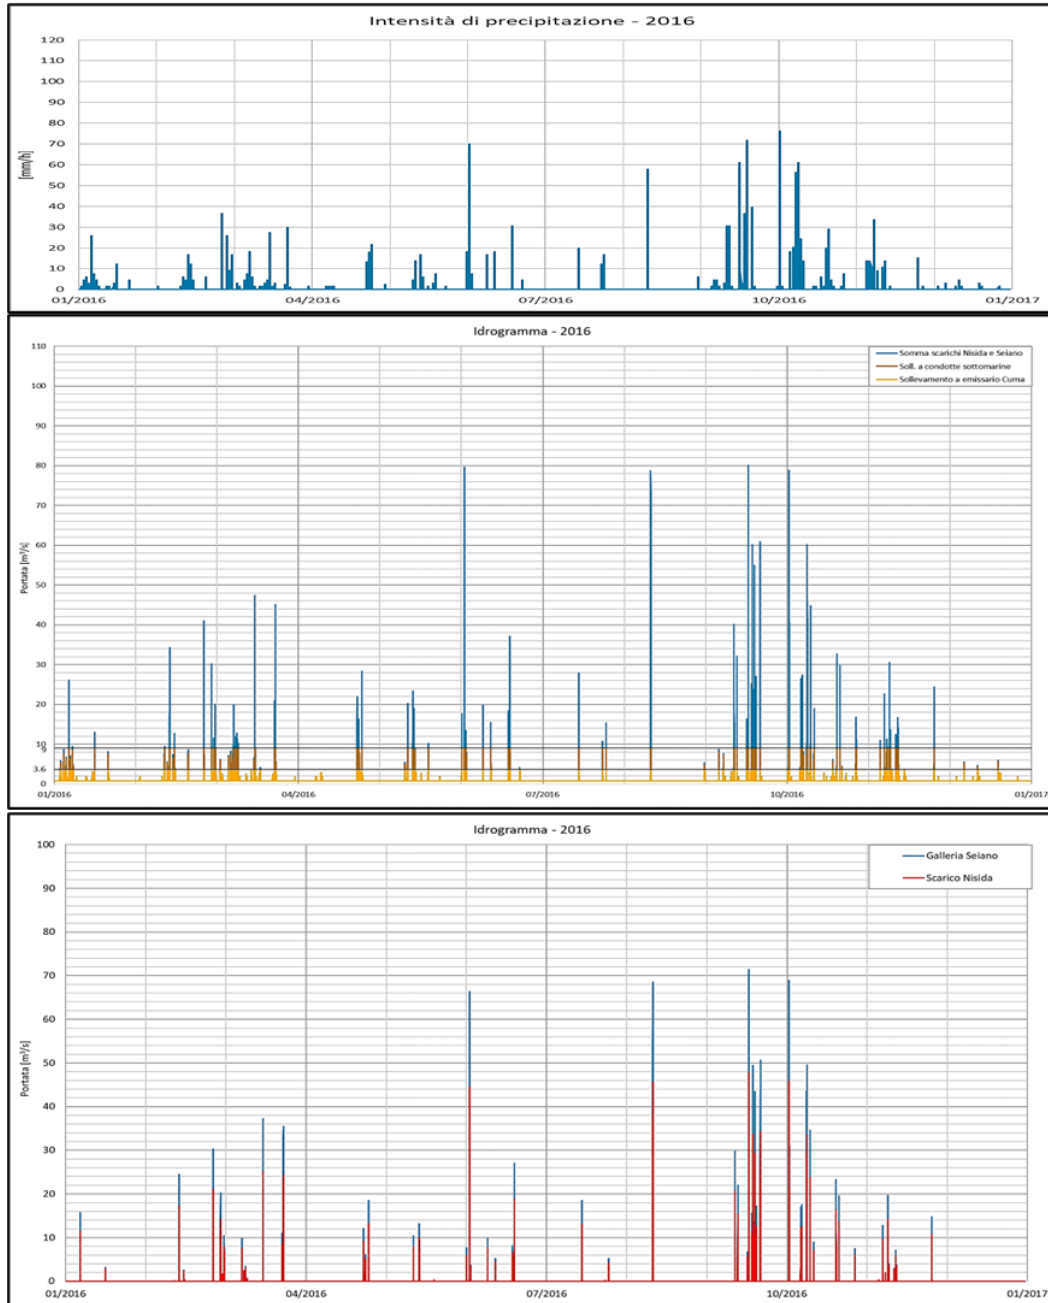 Intensità di precipitazione - 2016
120
110
100
90
80
70
60
50
40
30
20
10
0
[mm/h]
01/2016 04/2016 07/2016 10/2016 01/2017
Idrogramma - 2016
Somma scarichi Nisida e Seiano
Soll. a condotte sottomarine
Sollevamento a emissario Cuma
110
100
90
80
70
60
50
40
30
20
10
9
3.6
0
Portata [m³/s]
01/2016 04/2016 07/2016 10/2016 01/2017
Idrogramma - 2016
Galleria Seiano
Scarico Nisida
100
90
80
70
60
50
40
30
20
10
0
Portata [m³/s]
01/2016 04/2016 07/2016 10/2016 01/2017